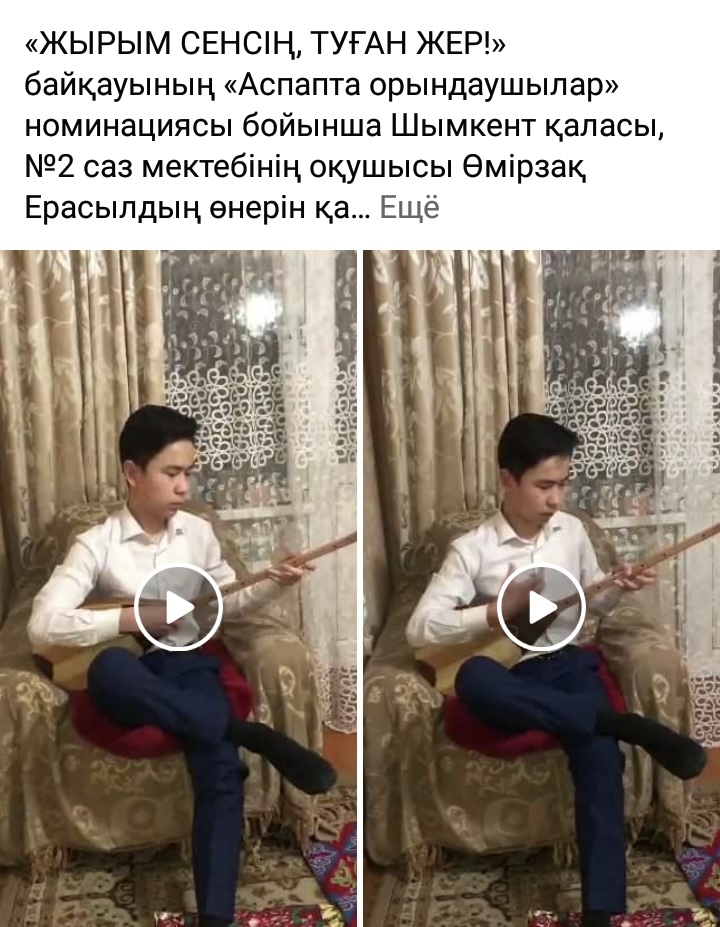 «ЖЫРЫМ СЕНСІҢ, ТУҒАН ЖЕР!»
байқауының «Аспапта орындаушылар»
номинациясы бойынша Шымкент қаласы,
№2 саз мектебінің оқушысы Өмірзақ
Ерасылдың өнерін қа... Ещё